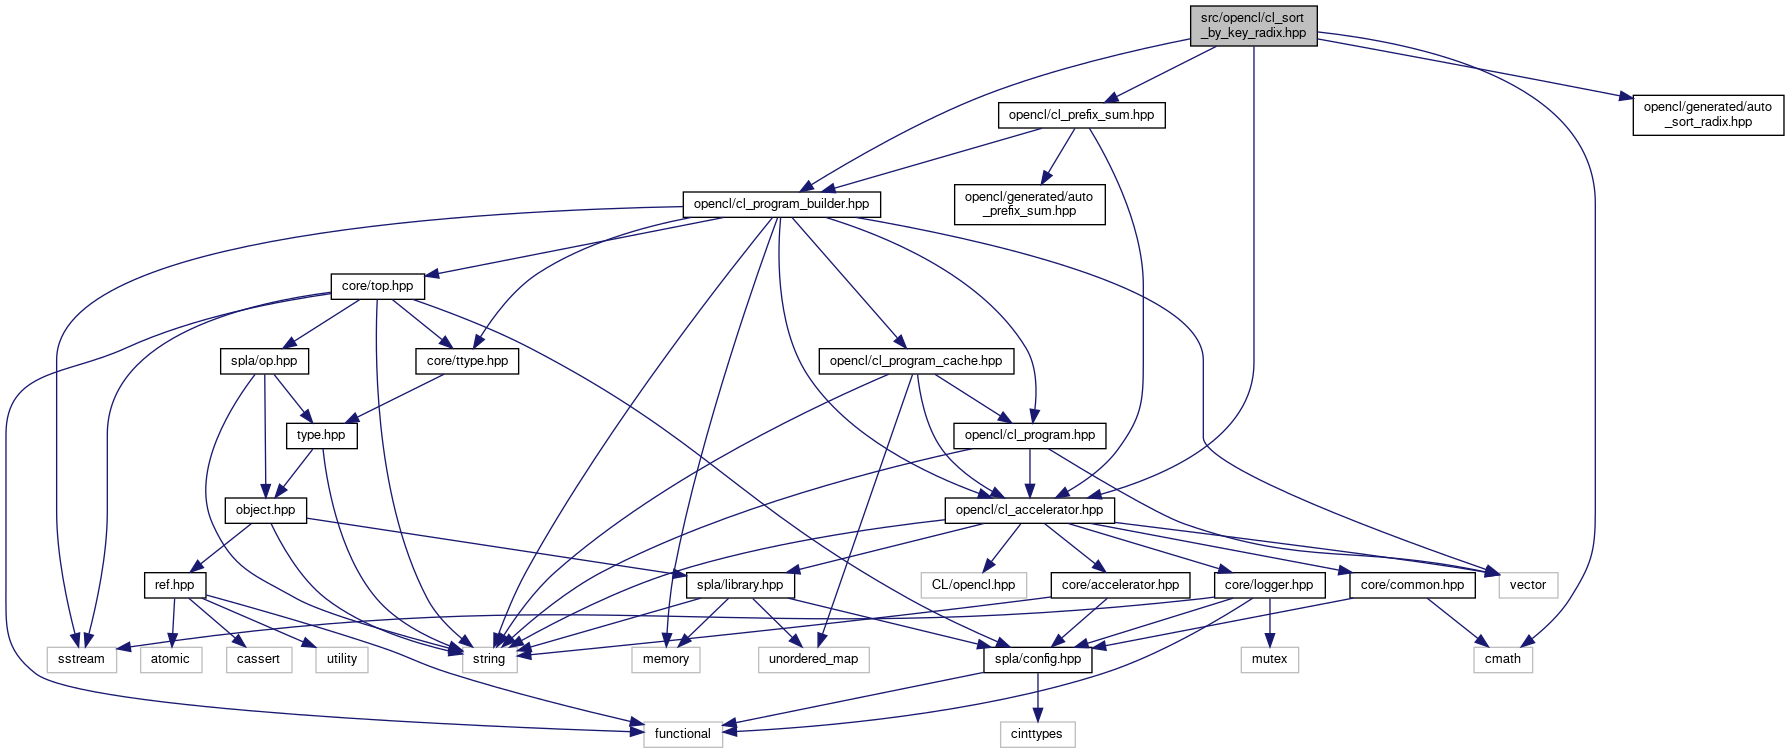 src/opencl/cl_sort
_by_key_radix.hpp
opencl/cl_prefix_sum.hpp
opencl/generated/auto
_sort_radix.hpp
opencl/cl_program_builder.hpp
opencl/generated/auto
_prefix_sum.hpp
core/top.hpp
spla/op.hpp
core/ttype.hpp
opencl/cl_program_cache.hpp
type.hpp
opencl/cl_program.hpp
object.hpp
opencl/cl_accelerator.hpp
ref.hpp
spla/library.hpp
CL/opencl.hpp
core/accelerator.hpp
core/logger.hpp
core/common.hpp
vector
sstream
atomic
cassert
utility
string
memory
unordered_map
spla/config.hpp
mutex
cmath
functional
cinttypes